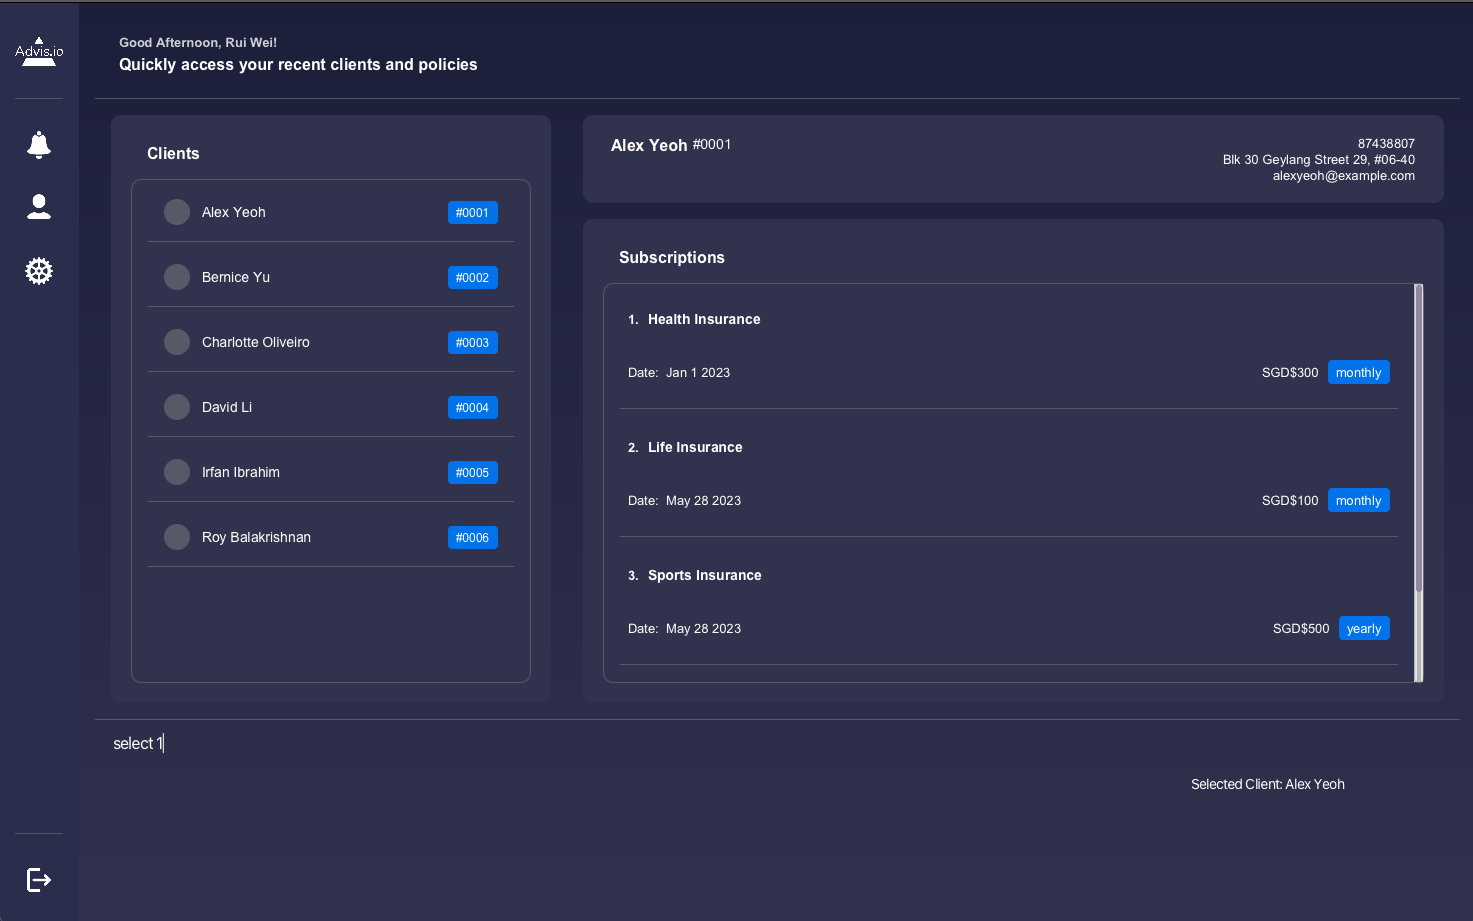 Advis.io
Good Afternoon, Rui Wei!
Quickly access your recent clients and policies
Clients
Alex Yeoh #0001
Bernice Yu #0002
Charlotte Oliveiro #0003
David Li #0004
Irfan Ibrahim #0005
Roy Balakrishnan #0006
Alex Yeoh #0001
87438807
Blk 30 Geylang Street 29, #06-40
alexyeoh@example.com
Subscriptions
1. Health Insurance
Date: Jan 1 2023 SGD$300 monthly
2. Life Insurance
Date: May 28 2023 SGD$100 monthly
3. Sports Insurance
Date: May 28 2023 SGD$500 yearly
select 1
Selected Client: Alex Yeoh